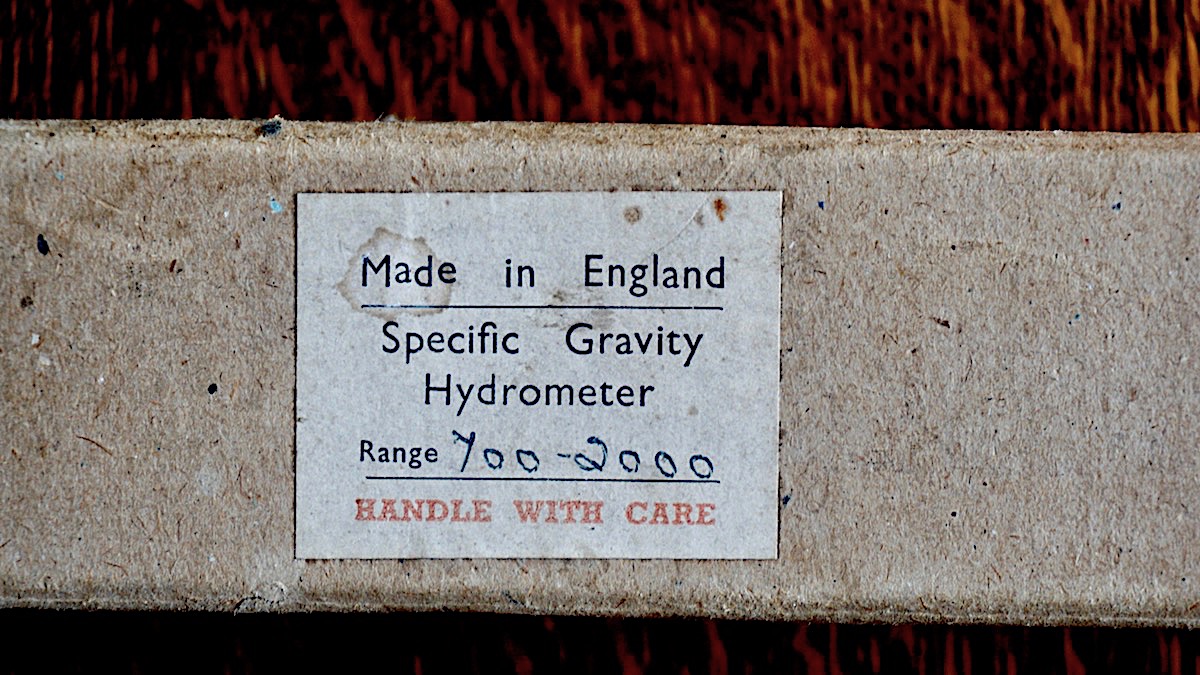 Made in England
Specific Gravity
Hydrometer
Range 700-2000
HANDLE WITH CARE